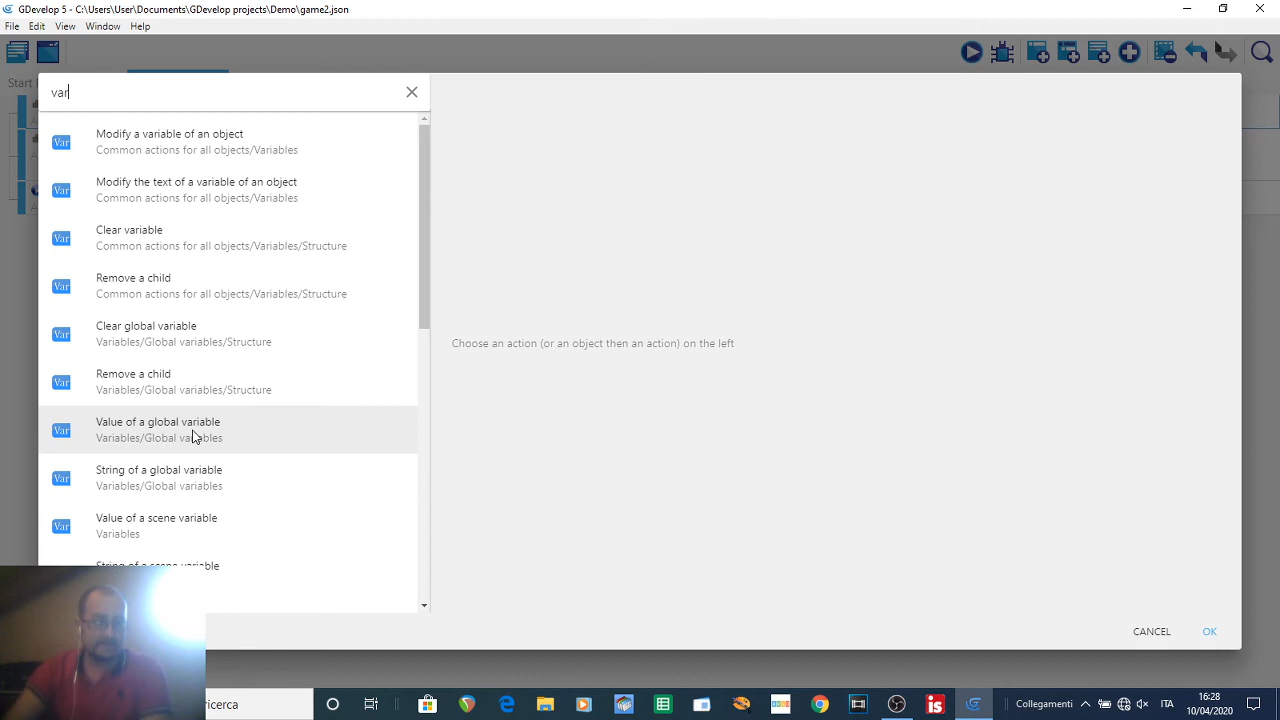 GDevelop 5 - C:\Users\User\Documents\GDevelop projects\Demo\game2.json
File Edit View Window Help
Start
var
Var Modify a variable of an object
Common actions for all objects/Variables
Var Modify the text of a variable of an object
Common actions for all objects/Variables
Var Clear variable
Common actions for all objects/Variables/Structure
Var Remove a child
Common actions for all objects/Variables/Structure
Var Clear global variable
Variables/Global variables/Structure
Choose an action (or an object then an action) on the left
Var Remove a child
Variables/Global variables/Structure
Var Value of a global variable
Variables/Global variables
Var String of a global variable
Variables/Global variables
Var Value of a scene variable
Variables
String of a scene variable
CANCEL OK
ricerca
Collegamenti
ITA
16:28
10/04/2020